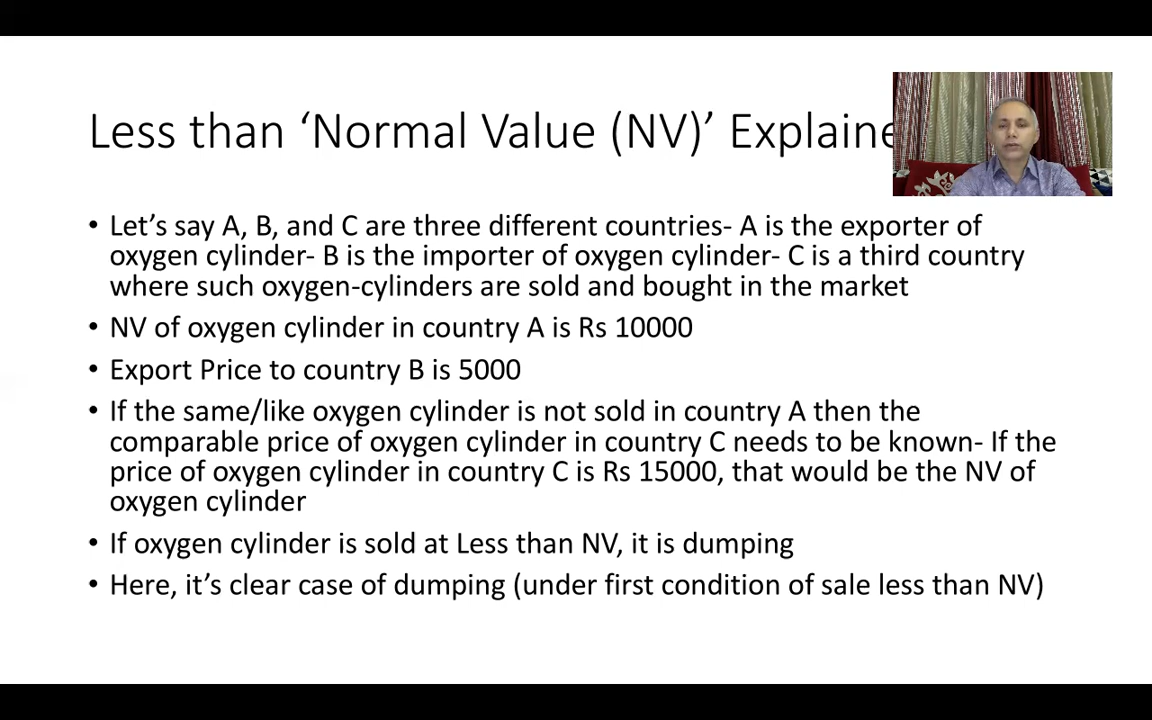 Less than ‘Normal Value (NV)’ Explaine
• Let’s say A, B, and C are three different countries- A is the exporter of
oxygen cylinder- B is the importer of oxygen cylinder- C is a third country
where such oxygen-cylinders are sold and bought in the market
• NV of oxygen cylinder in country A is Rs 10000
• Export Price to country B is 5000
• If the same/like oxygen cylinder is not sold in country A then the
comparable price of oxygen cylinder in country C needs to be known- If the
price of oxygen cylinder in country C is Rs 15000, that would be the NV of
oxygen cylinder
• If oxygen cylinder is sold at Less than NV, it is dumping
• Here, it’s clear case of dumping (under first condition of sale less than NV)